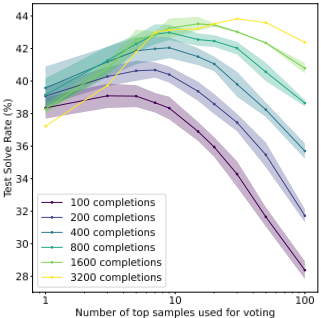 44
42
40
38
36
34
32
30
28
Test Solve Rate (%)
100 completions
200 completions
400 completions
800 completions
1600 completions
3200 completions
1
10
100
Number of top samples used for voting